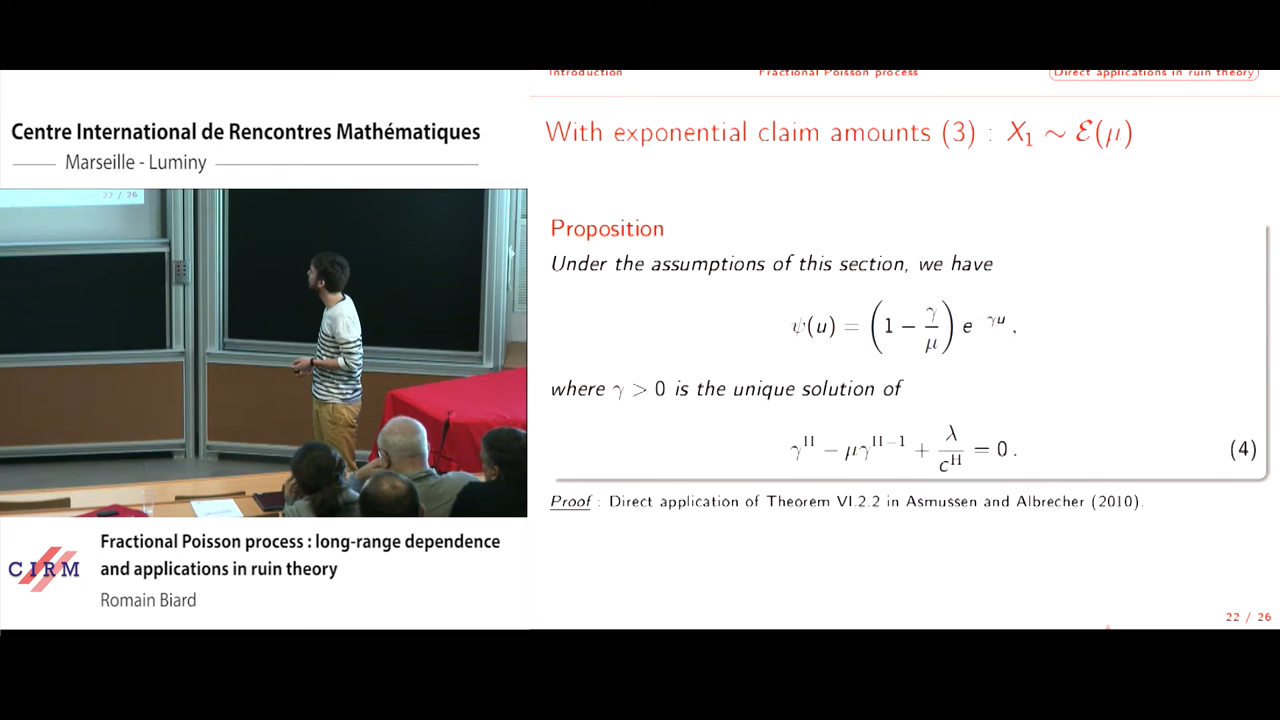 Centre International de Rencontres Mathématiques
Marseille - Luminy
22 / 26
Fractional Poisson process : long-range dependence
and applications in ruin theory
Romain Biard
CIRM
Introduction Fractional Poisson process Direct applications in ruin theory
With exponential claim amounts (3) : X₁ ∼ ℰ(μ)
Proposition
Under the assumptions of this section, we have
ψ(u) = (1 − γ/μ) e^{γu} ,
where γ > 0 is the unique solution of
γ^H − μγ^{H−1} + λ/c^H = 0 . (4)
Proof : Direct application of Theorem VI.2.2 in Asmussen and Albrecher (2010).
22 / 26